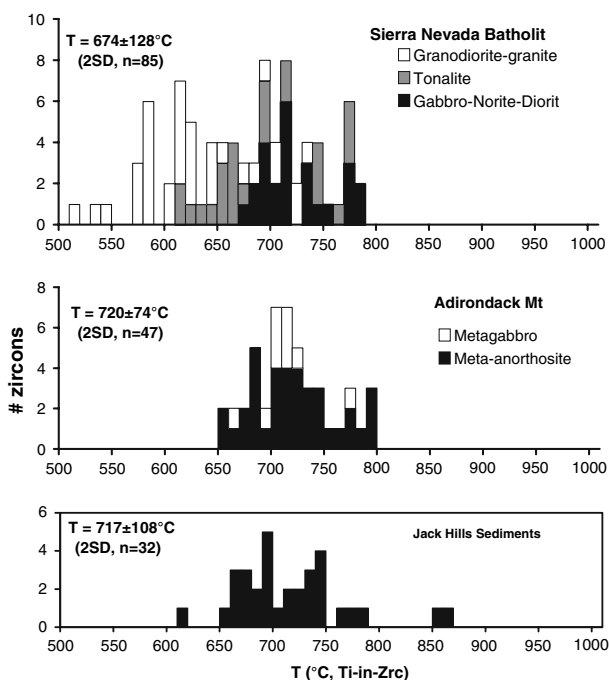 10
8
6
4
2
0
T = 674±128°C
(2SD, n=85)
Sierra Nevada Batholit
Granodiorite-granite
Tonalite
Gabbro-Norite-Diorit
500 550 600 650 700 750 800 850 900 950 1000
8
6
4
2
0
T = 720±74°C
(2SD, n=47)
Adirondack Mt
Metagabbro
Meta-anorthosite
# zircons
500 550 600 650 700 750 800 850 900 950 1000
6
4
2
0
T = 717±108°C
(2SD, n=32)
Jack Hills Sediments
500 550 600 650 700 750 800 850 900 950 1000
T (°C, Ti-in-Zrc)